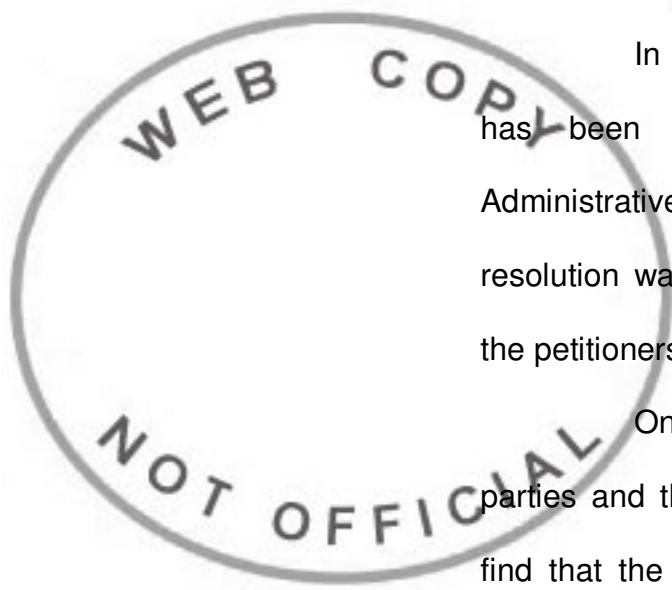 WEB COPY
In
has been
Administrative
resolution wa
the petitioners
On
parties and th
find that the
NOT OFFICIAL